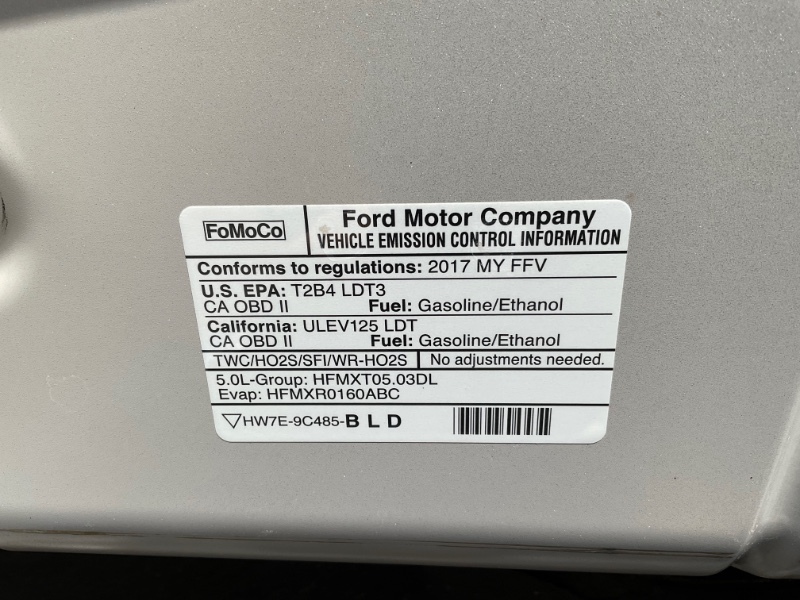 FoMoCo
Ford Motor Company
VEHICLE EMISSION CONTROL INFORMATION
Conforms to regulations: 2017 MY FFV
U.S. EPA: T2B4 LDT3
CA OBD II Fuel: Gasoline/Ethanol
California: ULEV125 LDT
CA OBD II Fuel: Gasoline/Ethanol
TWC/HO2S/SFI/WR-HO2S No adjustments needed.
5.0L-Group: HFMXT05.03DL
Evap: HFMXR0160ABC
HW7E-9C485-BLD